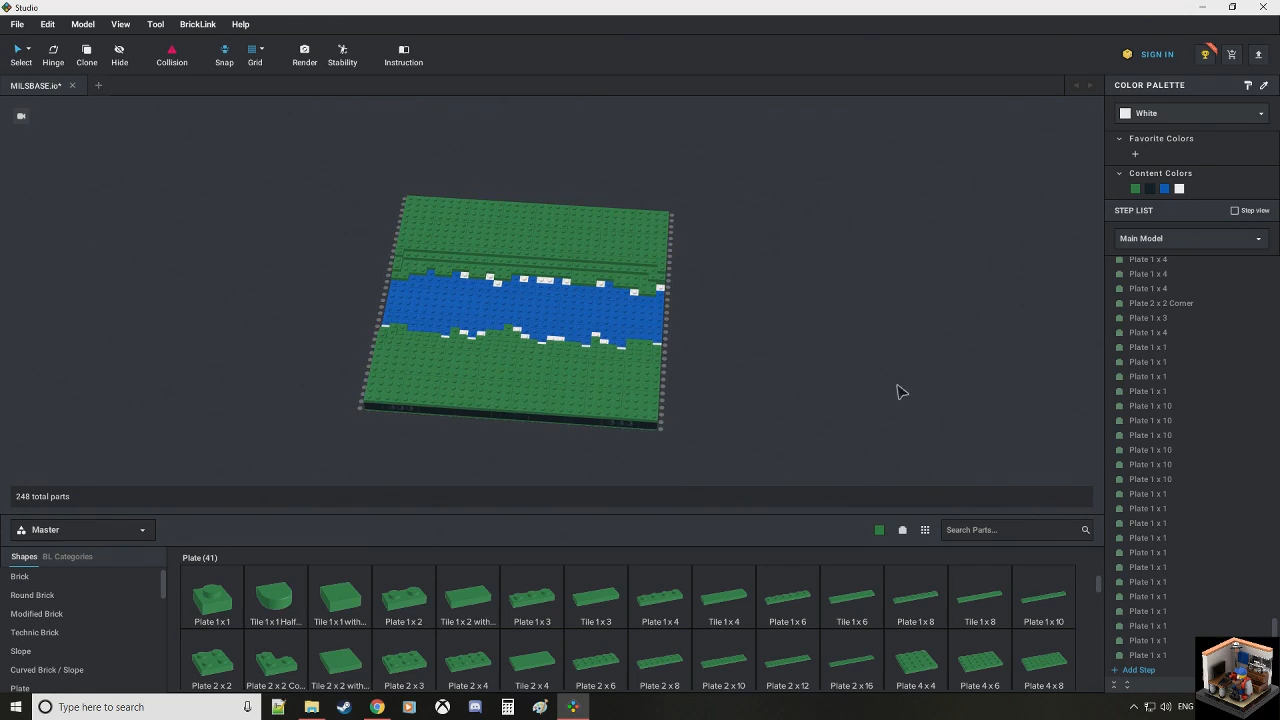 Studio
File Edit Model View Tool BrickLink Help
Select Hinge Clone Hide Collision Snap Grid Render Stability Instruction
SIGN IN
MILSBASE.io*
COLOR PALETTE
White
Favorite Colors
Content Colors
STEP LIST
Step view
Main Model
Plate 1 x 4
Plate 1 x 4
Plate 1 x 4
Plate 2 x 2 Corner
Plate 1 x 3
Plate 1 x 4
Plate 1 x 1
Plate 1 x 1
Plate 1 x 1
Plate 1 x 1
Plate 1 x 10
Plate 1 x 10
Plate 1 x 10
Plate 1 x 10
Plate 1 x 10
Plate 1 x 10
Plate 1 x 1
Plate 1 x 1
Plate 1 x 1
Plate 1 x 1
Plate 1 x 1
Plate 1 x 1
Plate 1 x 1
Plate 1 x 1
Plate 1 x 1
Plate 1 x 1
Plate 1 x 1
Plate 1 x 1
Add Step
248 total parts
Master
Search Parts...
Shapes BL Categories
Brick
Round Brick
Modified Brick
Technic Brick
Slope
Curved Brick / Slope
Plate
Plate (41)
Plate 1 x 1 Tile 1 x 1 Half... Tile 1 x 1 with... Plate 1 x 2 Tile 1 x 2 with... Plate 1 x 3 Tile 1 x 3 Plate 1 x 4 Tile 1 x 4 Plate 1 x 6 Tile 1 x 6 Plate 1 x 8 Tile 1 x 8 Plate 1 x 10
Plate 2 x 2 Plate 2 x 2 Co... Tile 2 x 2 with... Plate 2 x 3 Plate 2 x 4 Tile 2 x 4 Plate 2 x 6 Plate 2 x 8 Plate 2 x 10 Plate 2 x 12 Plate 2 x 16 Plate 4 x 4 Plate 4 x 6 Plate 4 x 8
Type here to search
ENG